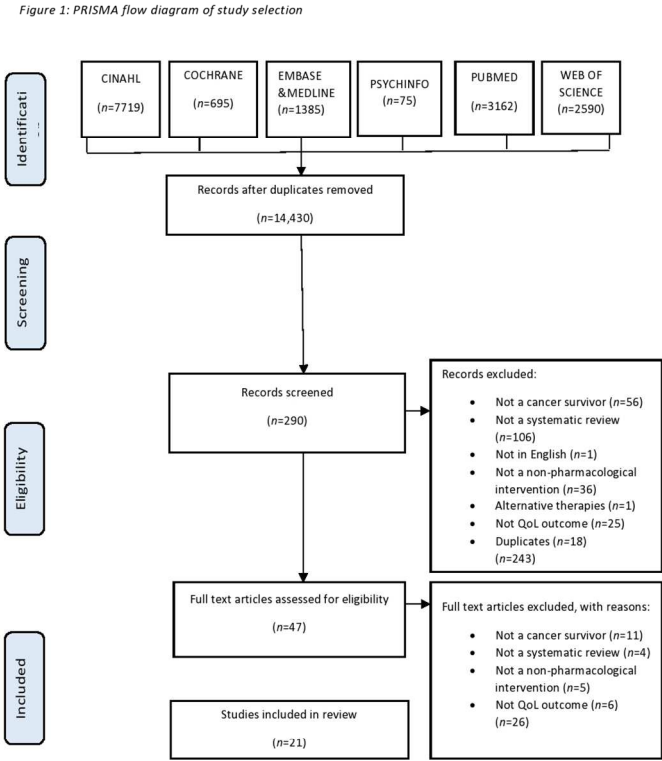 Figure 1: PRISMA flow diagram of study selection
Identificati
CINAHL
(n=7719)
COCHRANE
(n=695)
EMBASE
&MEDLINE
(n=1385)
PSYCHINFO
(n=75)
PUBMED
(n=3162)
WEB OF
SCIENCE
(n=2590)
Records after duplicates removed
(n=14,430)
Screening
Records screened
(n=290)
Records excluded:
• Not a cancer survivor (n=56)
• Not a systematic review
(n=106)
• Not in English (n=1)
• Not a non-pharmacological
intervention (n=36)
• Alternative therapies (n=1)
• Not QoL outcome (n=25)
• Duplicates (n=18)
(n=243)
Eligibility
Full text articles assessed for eligibility
(n=47)
Full text articles excluded, with reasons:
• Not a cancer survivor (n=11)
• Not a systematic review (n=4)
• Not a non-pharmacological
intervention (n=5)
• Not QoL outcome (n=6)
(n=26)
Included
Studies included in review
(n=21)